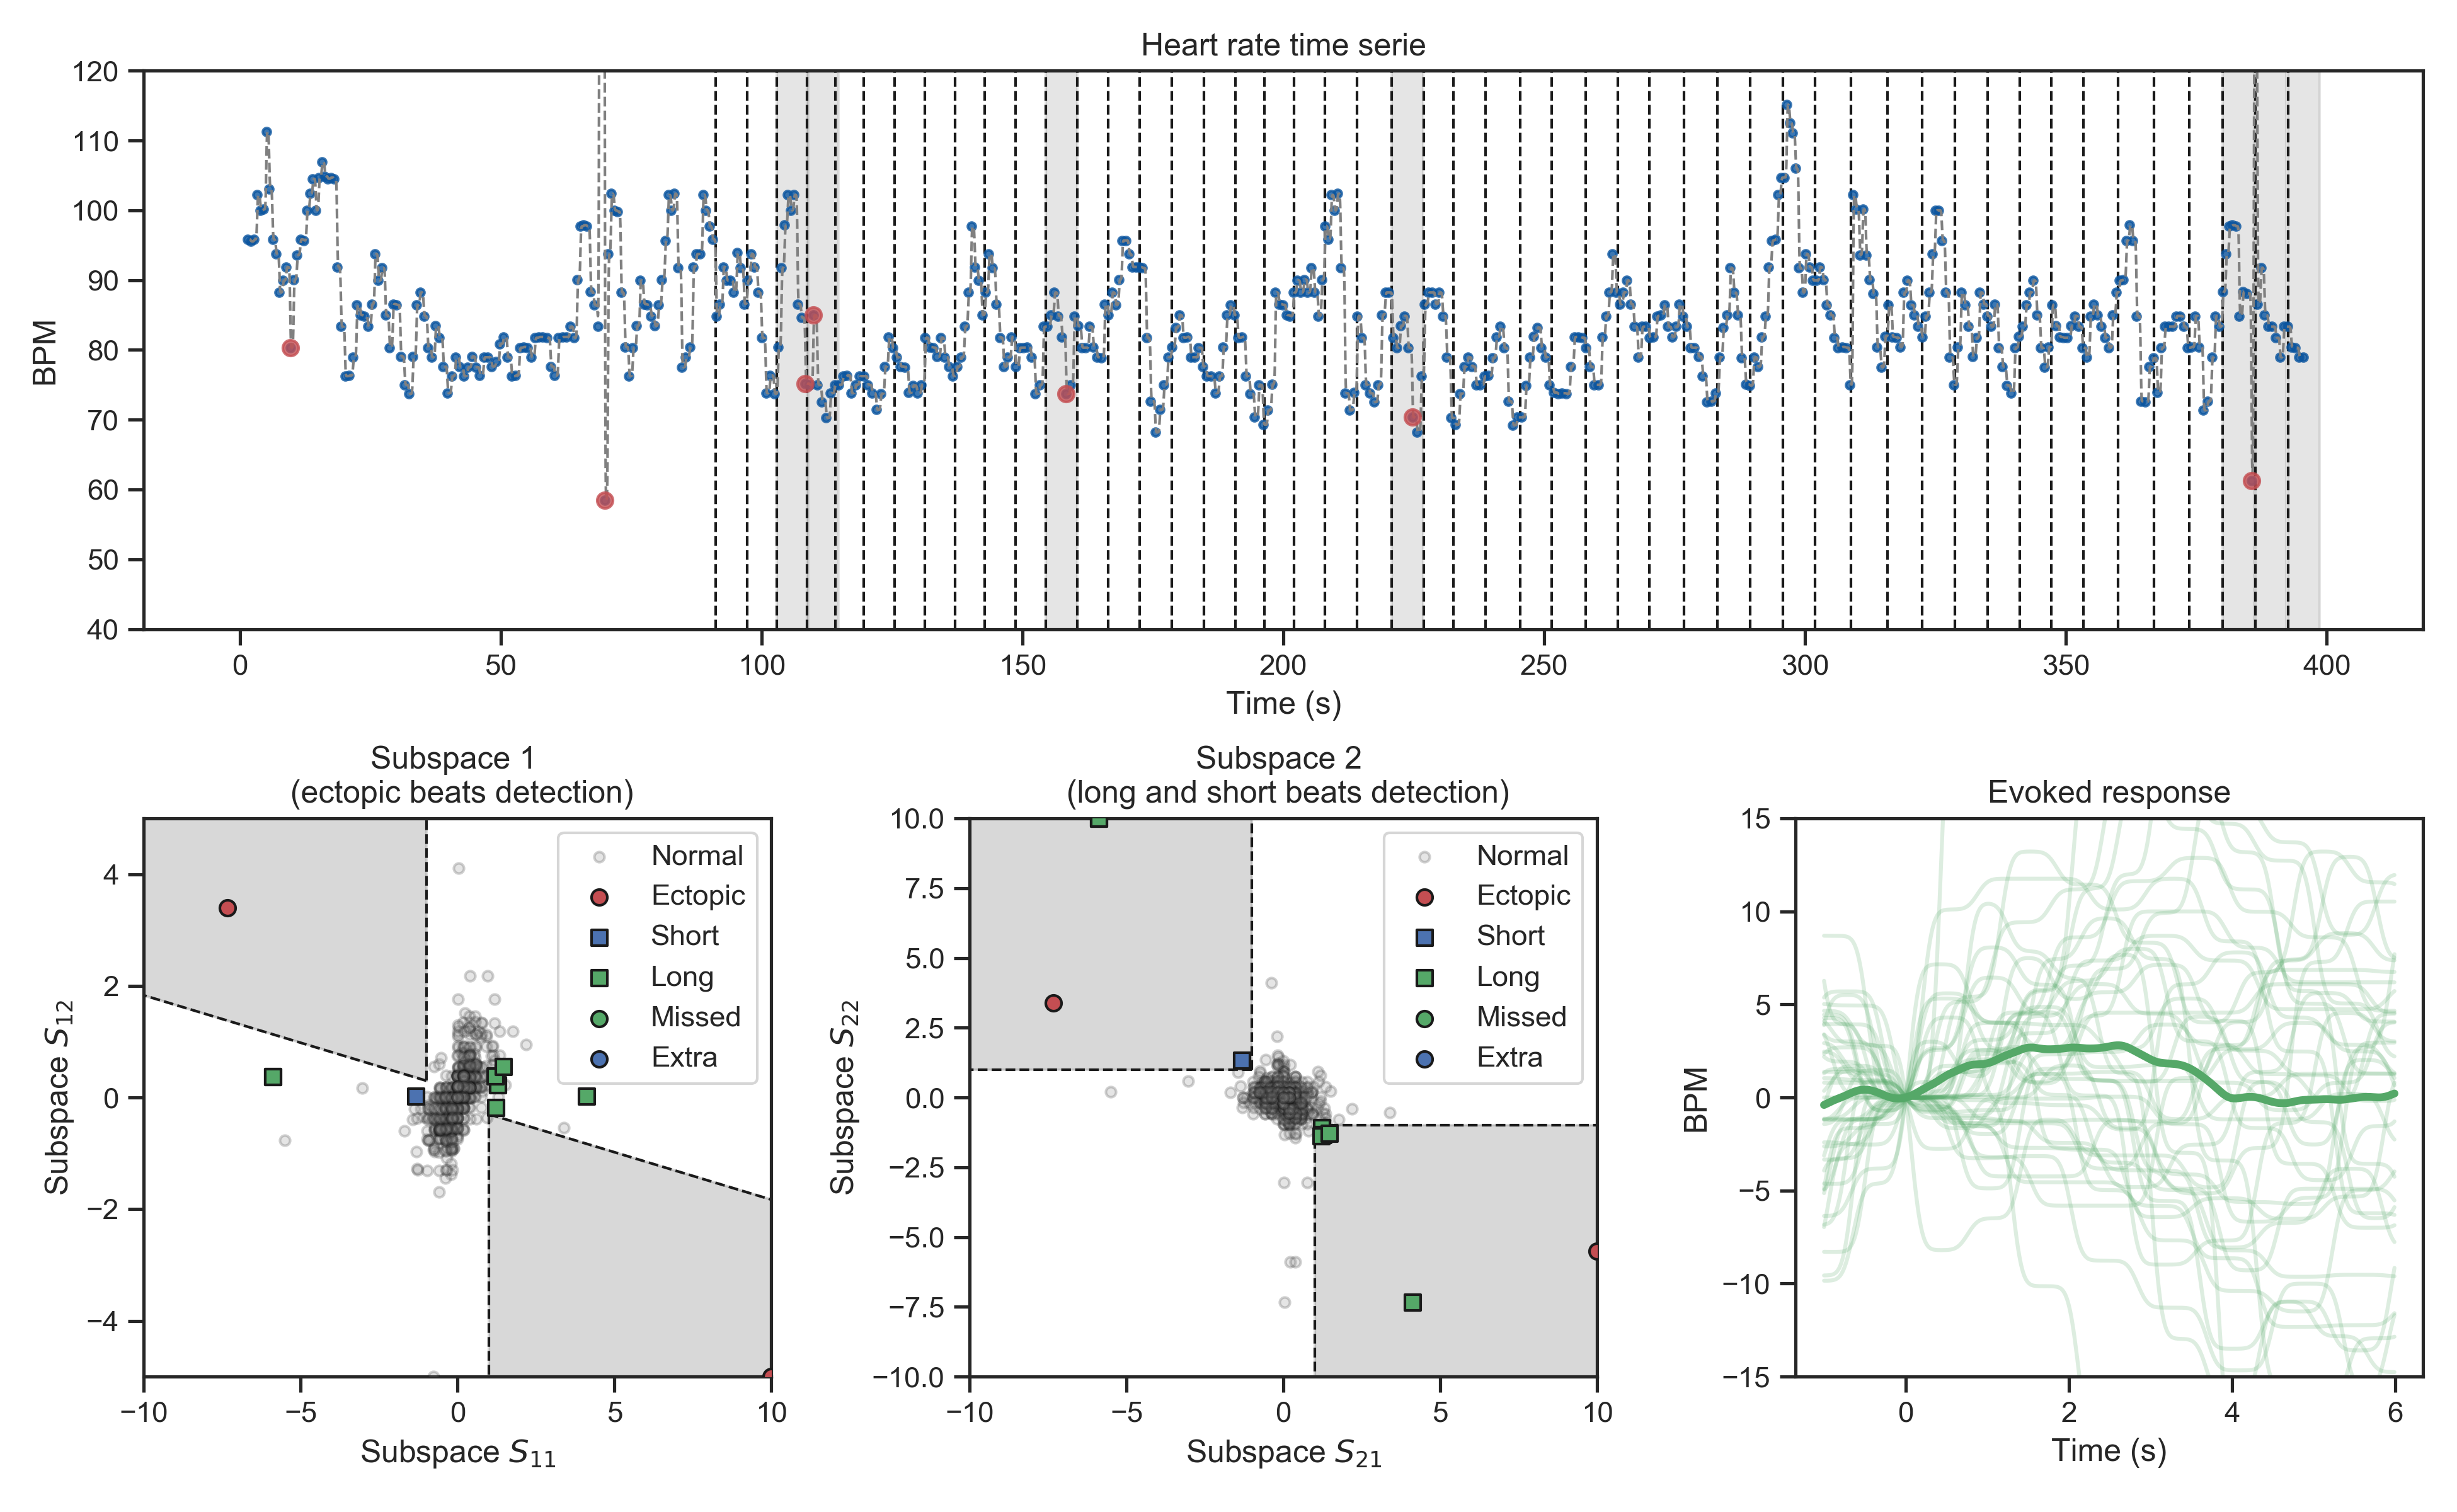 Heart rate time serie
120
110
100
90
80
70
60
50
40
BPM
0 50 100 150 200 250 300 350 400
Time (s)
Subspace 1
(ectopic beats detection)
4
2
0
−2
−4
Subspace S12
Normal
Ectopic
Short
Long
Missed
Extra
−10 −5 0 5 10
Subspace S11
Subspace 2
(long and short beats detection)
10.0
7.5
5.0
2.5
0.0
−2.5
−5.0
−7.5
−10.0
Subspace S22
Normal
Ectopic
Short
Long
Missed
Extra
−10 −5 0 5 10
Subspace S21
Evoked response
15
10
5
0
−5
−10
−15
BPM
0 2 4 6
Time (s)